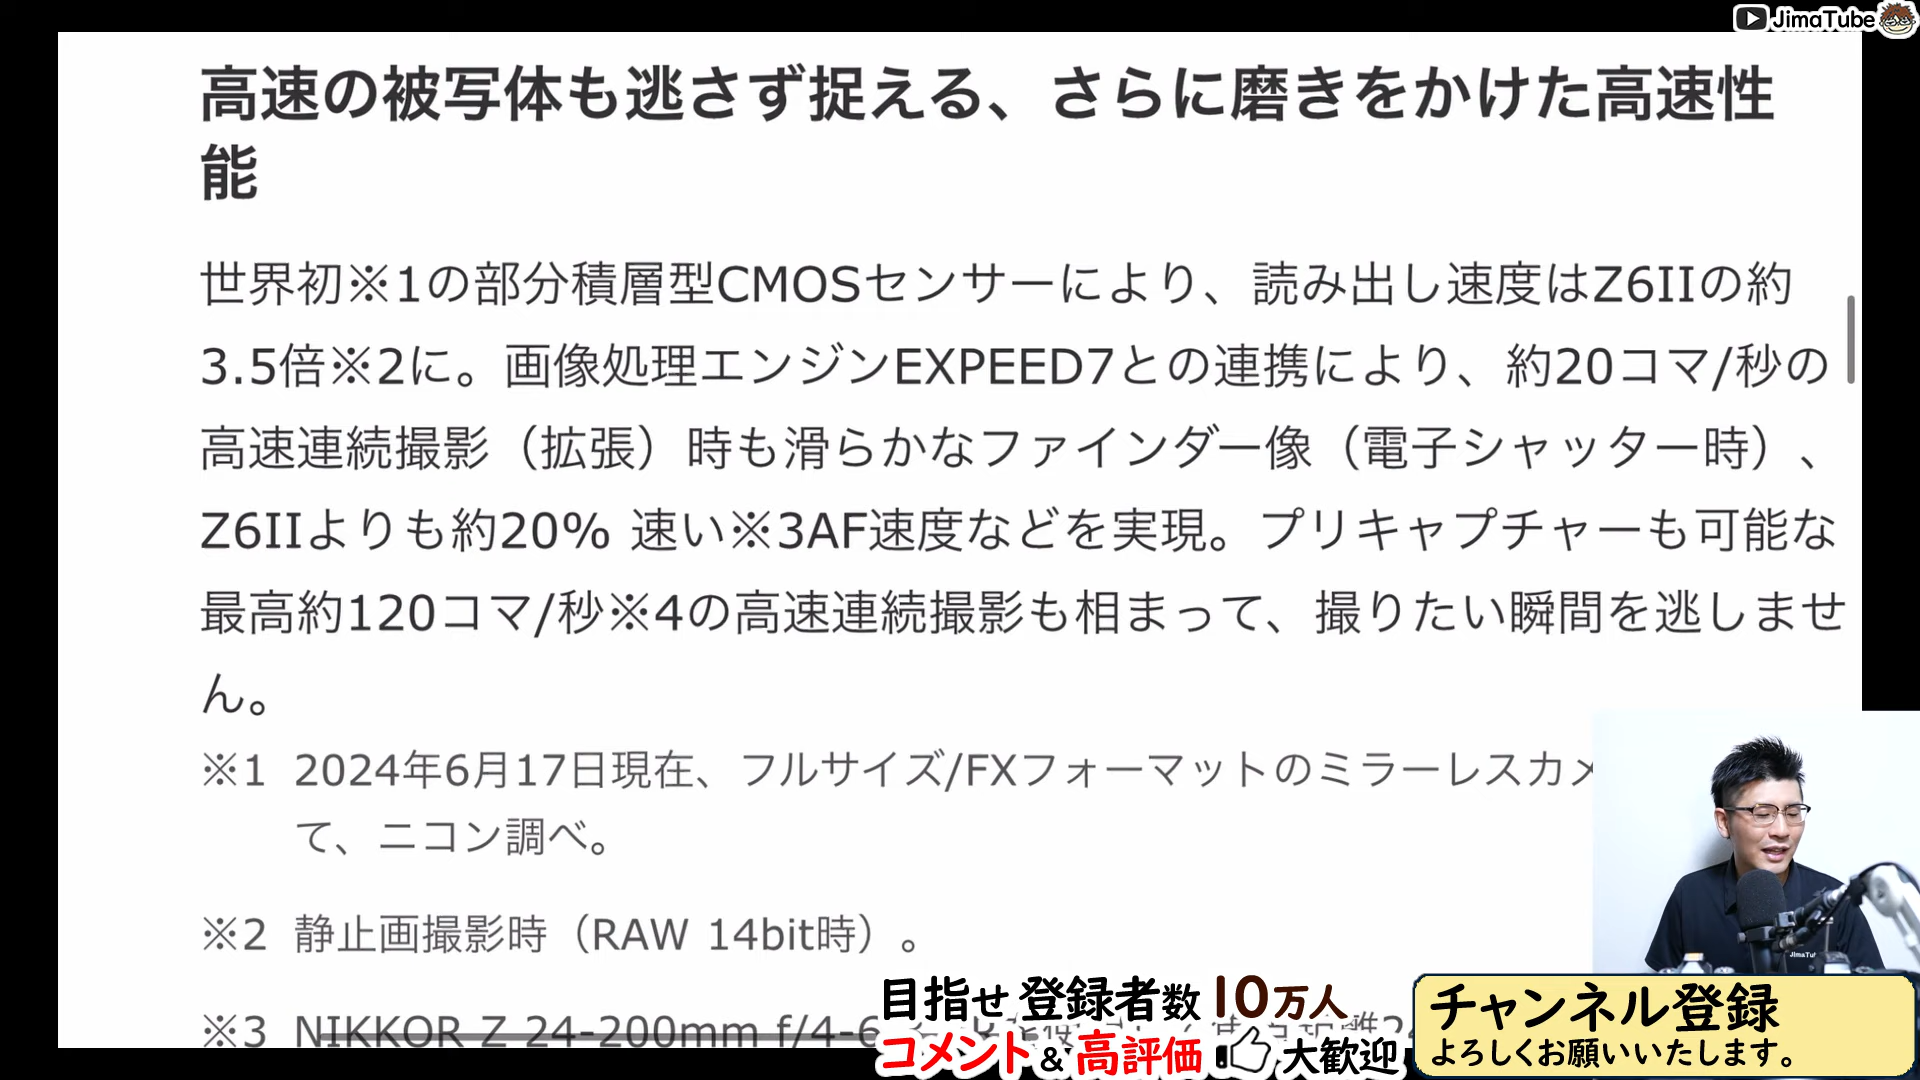 JimaTube
高速の被写体も逃さず捉える、さらに磨きをかけた高速性
能
世界初※1の部分積層型CMOSセンサーにより、読み出し速度はZ6IIの約
3.5倍※2に。画像処理エンジンEXPEED7との連携により、約20コマ/秒の
高速連続撮影（拡張）時も滑らかなファインダー像（電子シャッター時）、
Z6IIよりも約20% 速い※3AF速度などを実現。プリキャプチャーも可能な
最高約120コマ/秒※4の高速連続撮影も相まって、撮りたい瞬間を逃しませ
ん。
※1 2024年6月17日現在、フルサイズ/FXフォーマットのミラーレスカメ
て、ニコン調べ。
※2 静止画撮影時（RAW 14bit時）。
※3 NIKKOR Z 24-200mm f/4-6
JimaTu
目指せ 登録者数 10万人
コメント & 高評価 大歓迎
チャンネル登録
よろしくお願いいたします。